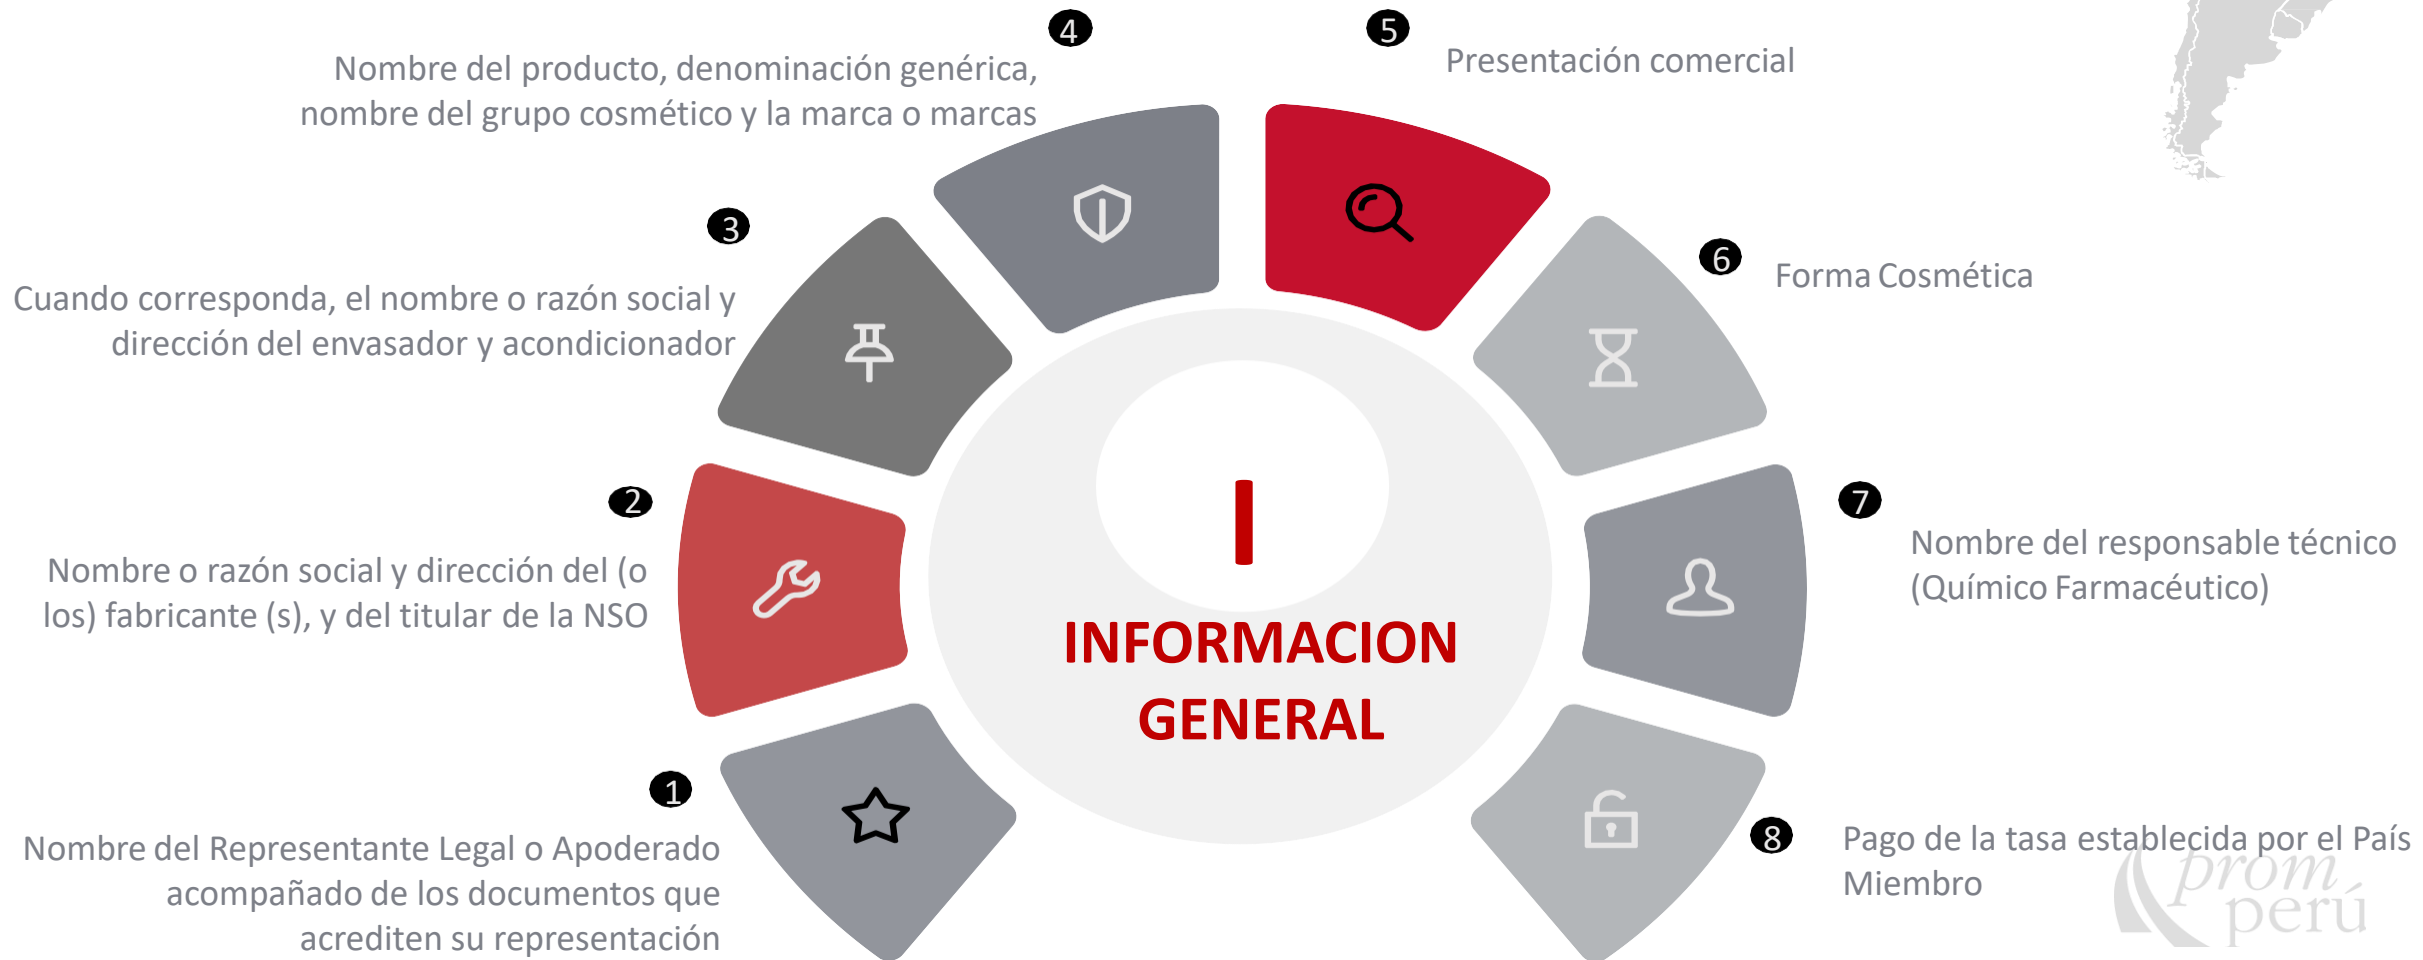 4
Nombre del producto, denominación genérica,
nombre del grupo cosmético y la marca o marcas
5
Presentación comercial
3
Cuando corresponda, el nombre o razón social y
dirección del envasador y acondicionador
6
Forma Cosmética
2
Nombre o razón social y dirección del (o
los) fabricante (s), y del titular de la NSO
7
Nombre del responsable técnico
(Químico Farmacéutico)
I
INFORMACION
GENERAL
1
Nombre del Representante Legal o Apoderado
acompañado de los documentos que
acrediten su representación
8
Pago de la tasa establecida por el País
Miembro
prom
perú